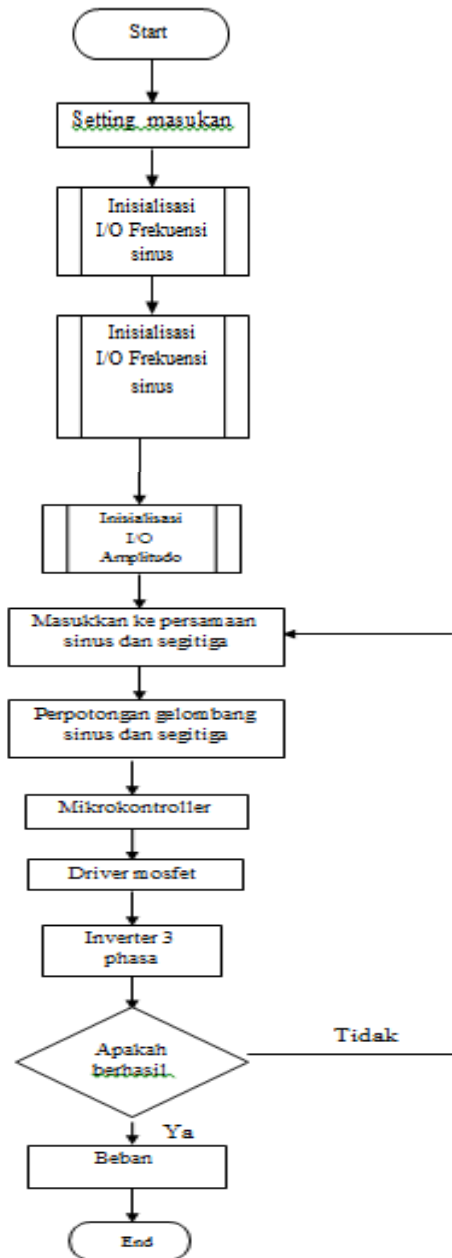 Start
Setting masukan
Inisialisasi
I/O Frekuensi
sinus
Inisialisasi
I/O Frekuensi
sinus
Inisialisasi
I/O
Amplitudo
Masukkan ke persamaan
sinus dan segitiga
Perpotongan gelombang
sinus dan segitiga
Mikrokontroller
Driver mosfet
Inverter 3
phasa
Apakah
berhasil
Tidak
Ya
Beban
End